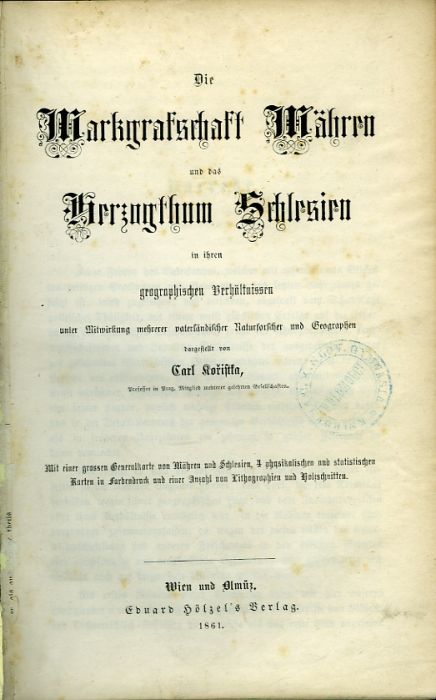 Die
Markgrafschaft Mähren
und das
Herzogthum Schlesien
in ihren
geographischen Verhältnissen
unter Mitwirkung mehrerer vaterländischer Naturforscher und Geographen
dargestellt von
Carl Kořistka,
Professor in Prag, Mitglied mehrerer gelehrten Gesellschaften.
Mit einer grossen Generalkarte von Mähren und Schlesien, 4 physikalischen und statistischen
Karten in Farbendruck und einer Anzahl von Lithographien und Holzschnitten.
Wien und Olmüz.
Eduard Hölzel's Verlag.
1861.